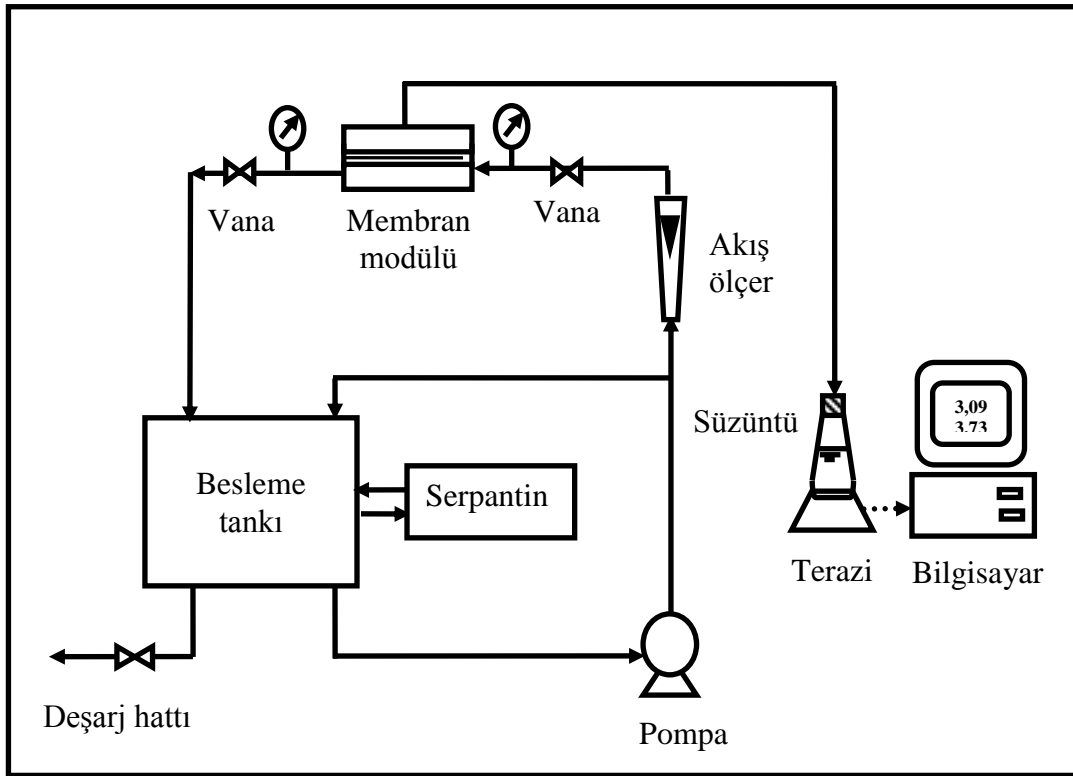 Vana
Membran
modülü
Vana
Akış
ölçer
Besleme
tankı
Serpantin
Süzüntü
3,09
3.73
Terazi
Bilgisayar
Deşarj hattı
Pompa